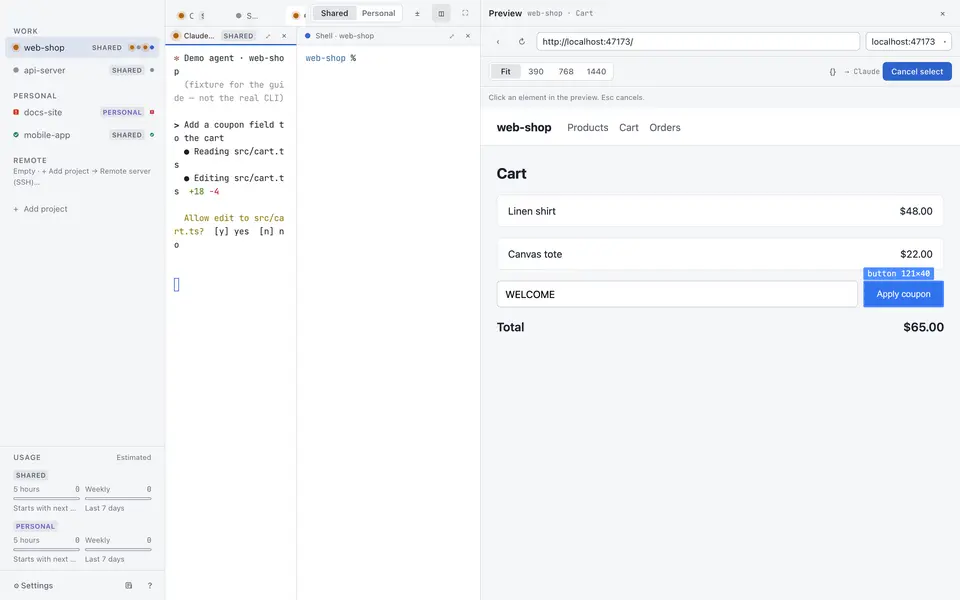 WORK
web-shop SHARED
api-server SHARED
PERSONAL
docs-site PERSONAL
mobile-app SHARED
REMOTE
Empty · + Add project → Remote server
(SSH)...
+ Add project
USAGE Estimated
SHARED
5 hours 0 Weekly 0
Starts with next ... Last 7 days
PERSONAL
5 hours 0 Weekly 0
Starts with next ... Last 7 days
Settings ?
S...
Shared Personal ±
Claude... SHARED
Demo agent · web-sho
p
(fixture for the gui
de — not the real CLI)
> Add a coupon field t
o the cart
● Reading src/cart.t
s
● Editing src/cart.t
s +18 -4
Allow edit to src/ca
rt.ts? [y] yes [n] n
o
Shell · web-shop
web-shop %
Preview web-shop · Cart
http://localhost:47173/ localhost:47173
Fit 390 768 1440 {} → Claude Cancel select
Click an element in the preview. Esc cancels.
web-shop Products Cart Orders
Cart
Linen shirt $48.00
Canvas tote $22.00
button 121×40
WELCOME Apply coupon
Total $65.00